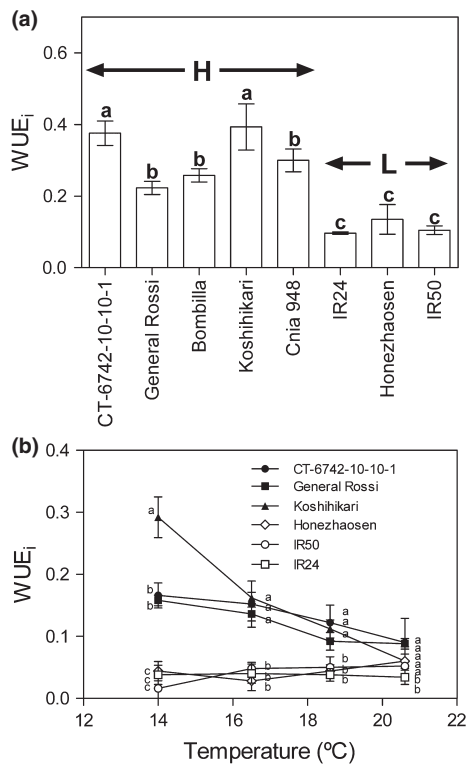 (a)
0.6
0.4
0.2
0.0
WUEi
H
L
a
b
b
a
b
c
c
c
CT-6742-10-10-1
General Rossi
Bombilla
Koshihikari
Cnia 948
IR24
Honezhaosen
IR50
(b)
0.4
0.3
0.2
0.1
0.0
WUEi
CT-6742-10-10-1
General Rossi
Koshihikari
Honezhaosen
IR50
IR24
a
b
b
c
c
c
a
a
a
b
b
b
a
a
a
b
b
b
a
a
a
a
b
b
12
14
16
18
20
22
Temperature (ºC)